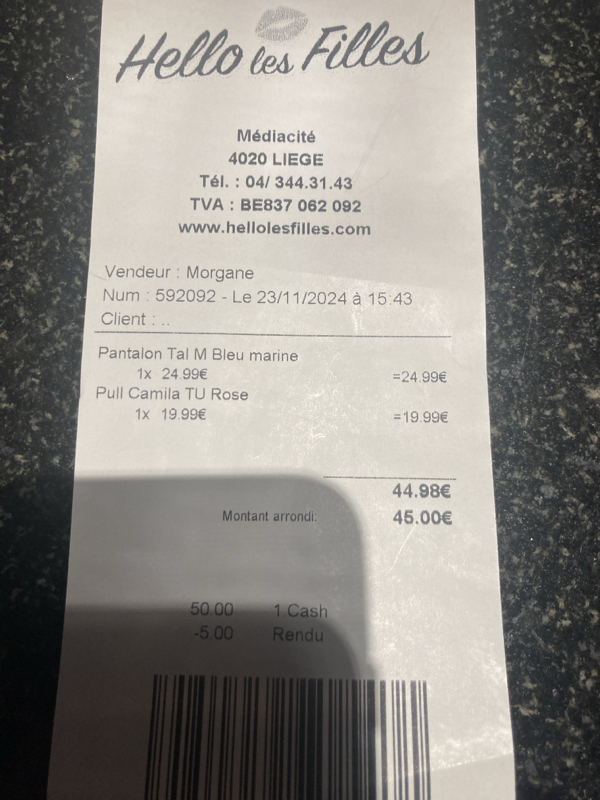 Hello les Filles
Médiacité
4020 LIEGE
Tél. : 04/ 344.31.43
TVA : BE837 062 092
www.hellolesfilles.com
Vendeur : Morgane
Num : 592092 - Le 23/11/2024 à 15:43
Client : ..
Pantalon Tal M Bleu marine
1x 24.99€ =24.99€
Pull Camila TU Rose
1x 19.99€ =19.99€
44.98€
Montant arrondi: 45.00€
50.00 1 Cash
-5.00 Rendu